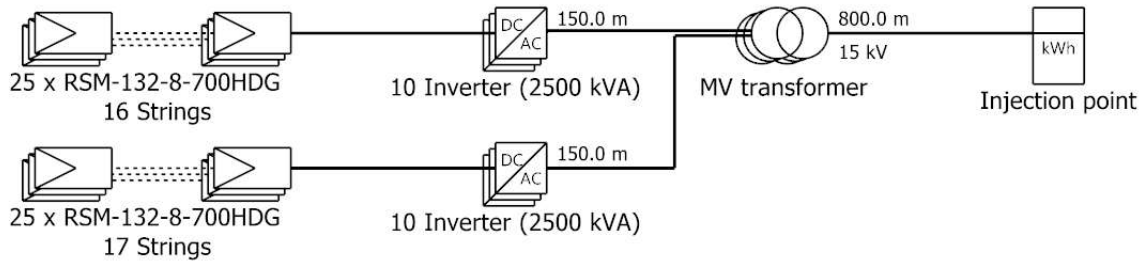 DC
AC
150.0 m
800.0 m
15 kV
kWh
25 x RSM-132-8-700HDG
16 Strings
10 Inverter (2500 kVA)
MV transformer
Injection point
DC
AC
150.0 m
25 x RSM-132-8-700HDG
17 Strings
10 Inverter (2500 kVA)